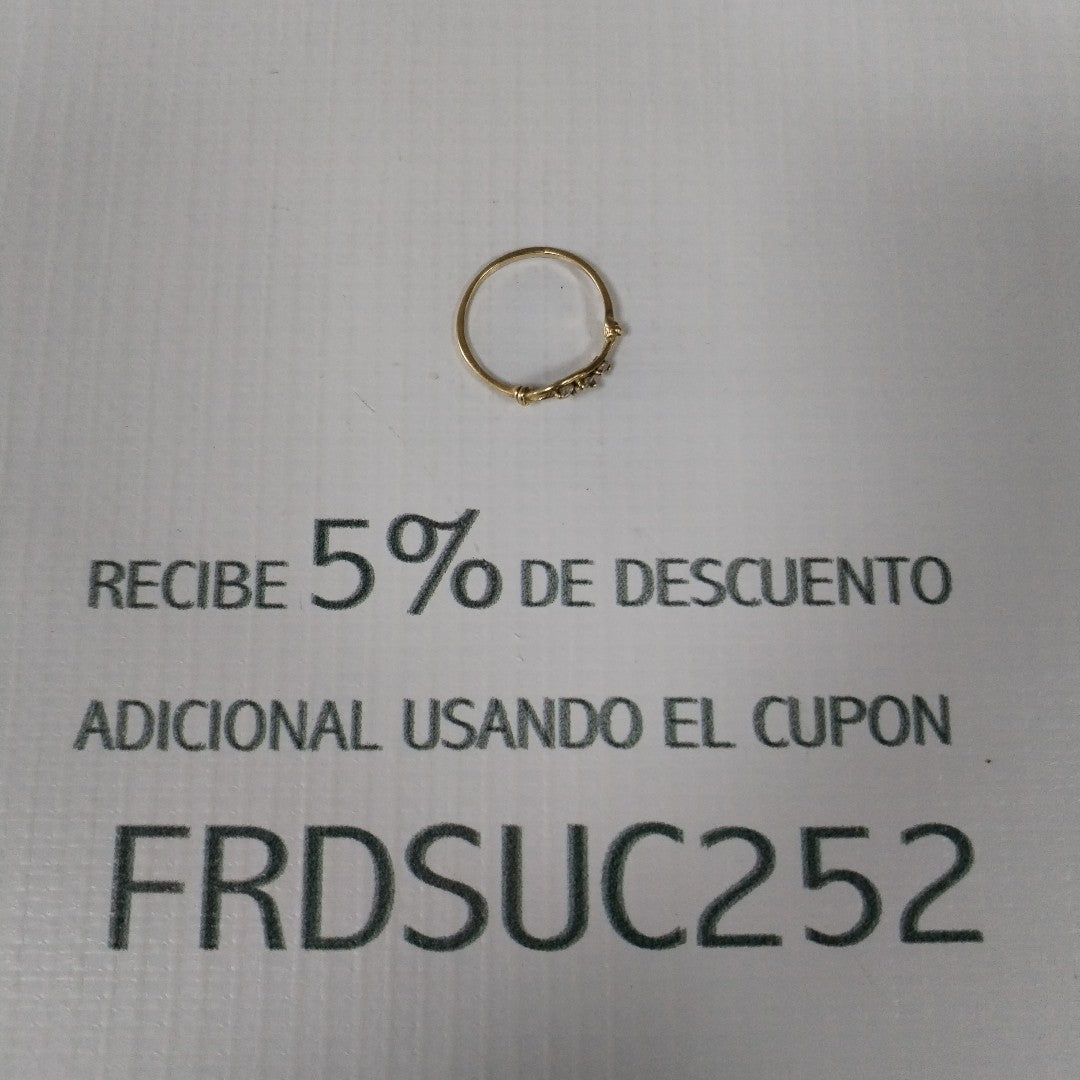 RECIBE 5% DE DESCUENTO
ADICIONAL USANDO EL CUPON
FRDSUC252